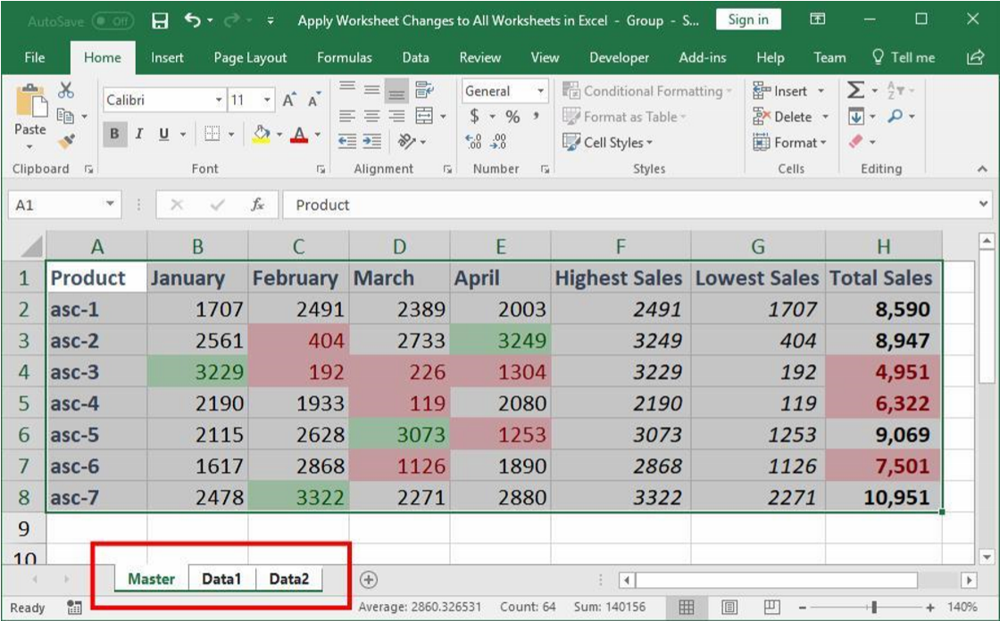 AutoSave Off Apply Worksheet Changes to All Worksheets in Excel - Group - S... Sign in
File Home Insert Page Layout Formulas Data Review View Developer Add-ins Help Team Tell me
Calibri 11 General Conditional Formatting Insert
Paste $ % , Format as Table Delete
B I U A .00 .00 Cell Styles Format
Clipboard Font Alignment Number Styles Cells Editing
A1 fx Product
A B C D E F G H
1 Product January February March April Highest Sales Lowest Sales Total Sales
2 asc-1 1707 2491 2389 2003 2491 1707 8,590
3 asc-2 2561 404 2733 3249 3249 404 8,947
4 asc-3 3229 192 226 1304 3229 192 4,951
5 asc-4 2190 1933 119 2080 2190 119 6,322
6 asc-5 2115 2628 3073 1253 3073 1253 9,069
7 asc-6 1617 2868 1126 1890 2868 1126 7,501
8 asc-7 2478 3322 2271 2880 3322 2271 10,951
9
10
Master Data1 Data2
Ready Average: 2860.326531 Count: 64 Sum: 140156 140%